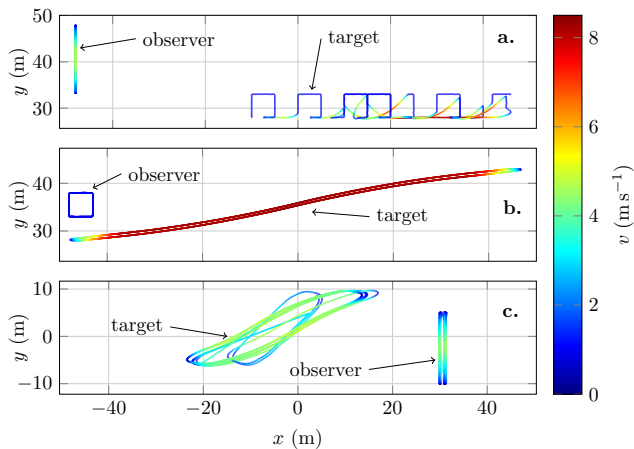 50
40
30
y (m)
observer
target
a.
40
30
y (m)
observer
target
b.
10
0
−10
y (m)
target
observer
c.
−40
−20
0
20
40
x (m)
8
6
4
2
0
v (m s⁻¹)